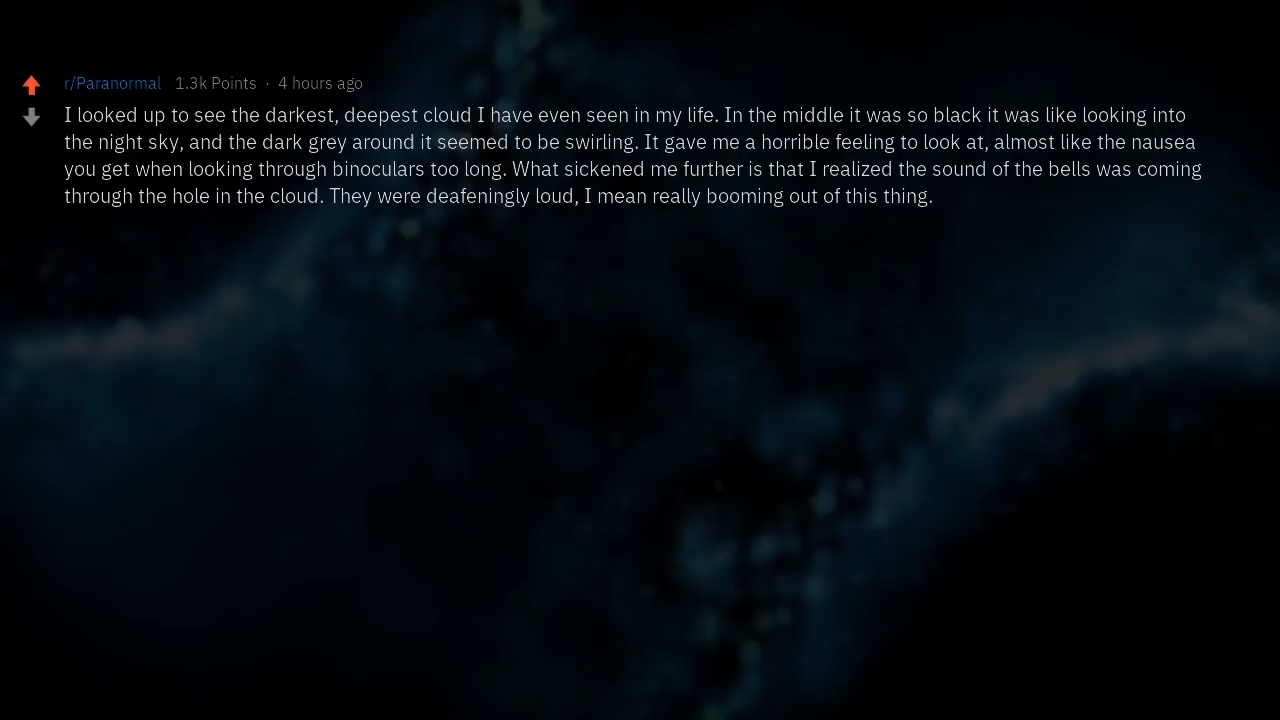 r/Paranormal 1.3k Points · 4 hours ago
I looked up to see the darkest, deepest cloud I have even seen in my life. In the middle it was so black it was like looking into
the night sky, and the dark grey around it seemed to be swirling. It gave me a horrible feeling to look at, almost like the nausea
you get when looking through binoculars too long. What sickened me further is that I realized the sound of the bells was coming
through the hole in the cloud. They were deafeningly loud, I mean really booming out of this thing.